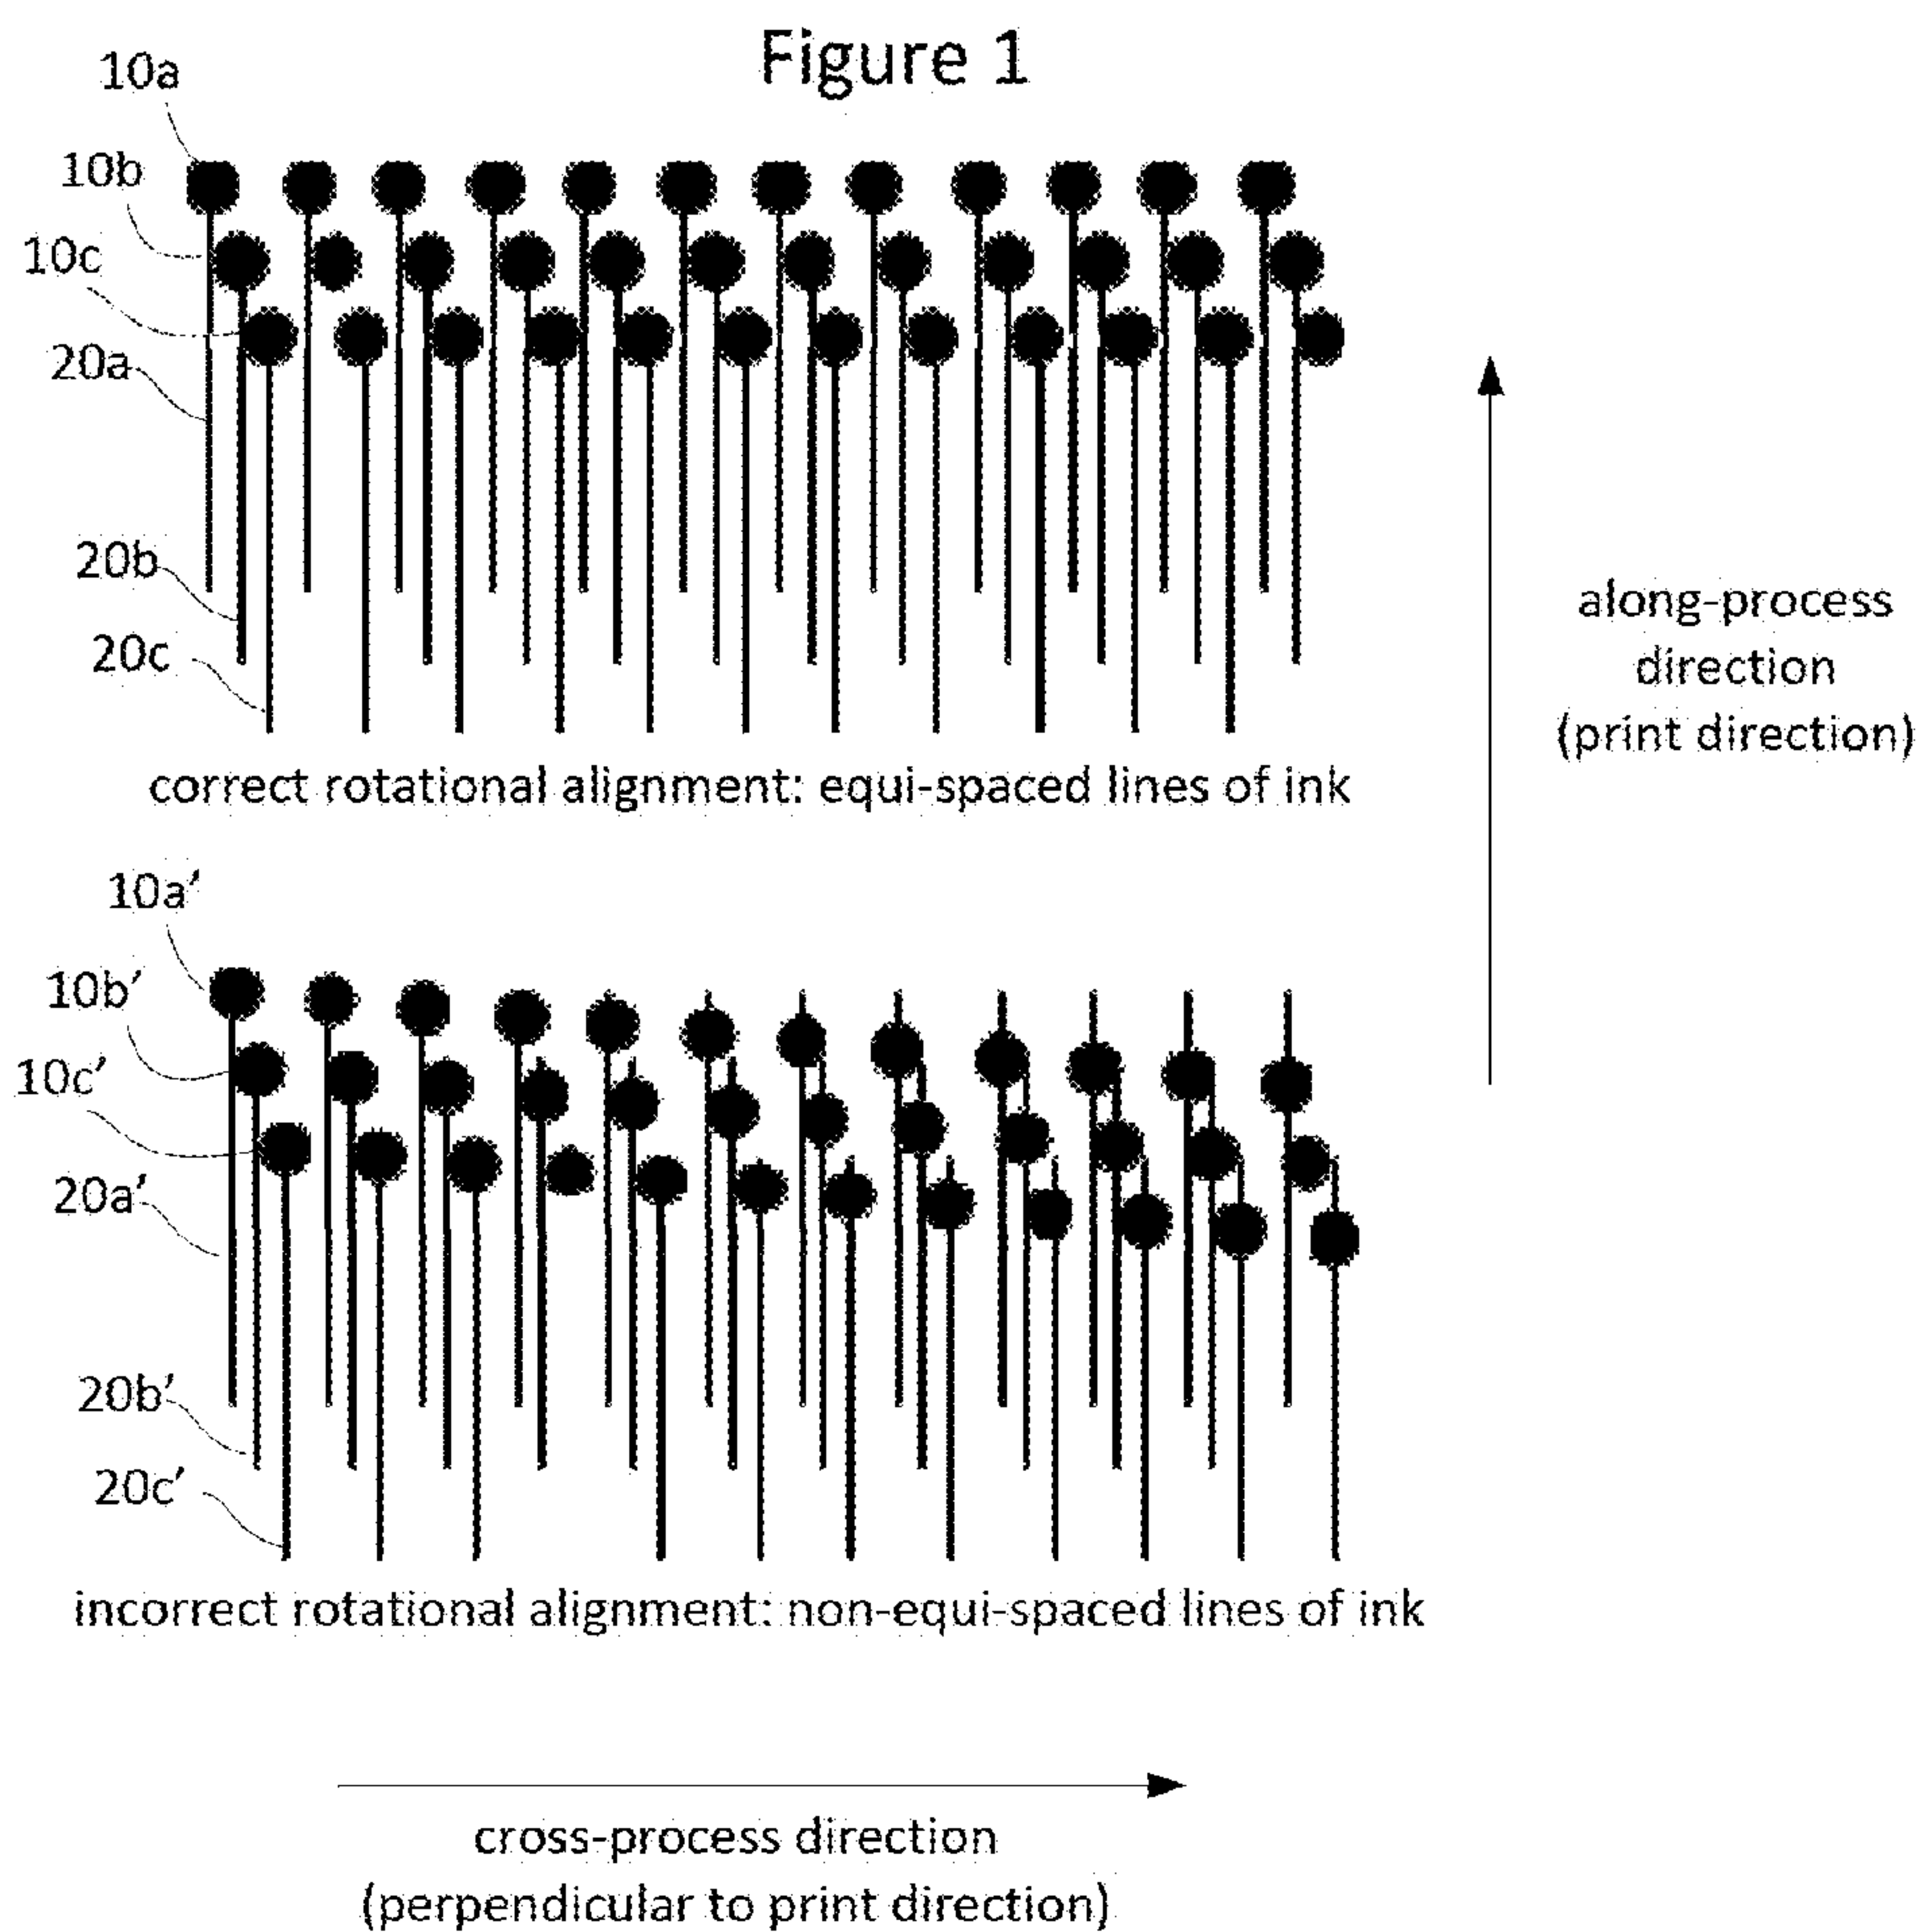 Figure 1
10a
10b
10c
20a
20b
20c
correct rotational alignment: equi-spaced lines of ink
along-process
direction
(print direction)
10a’
10b’
10c’
20a’
20b’
20c’
incorrect rotational alignment: non-equi-spaced lines of ink
cross-process direction
(perpendicular to print direction)